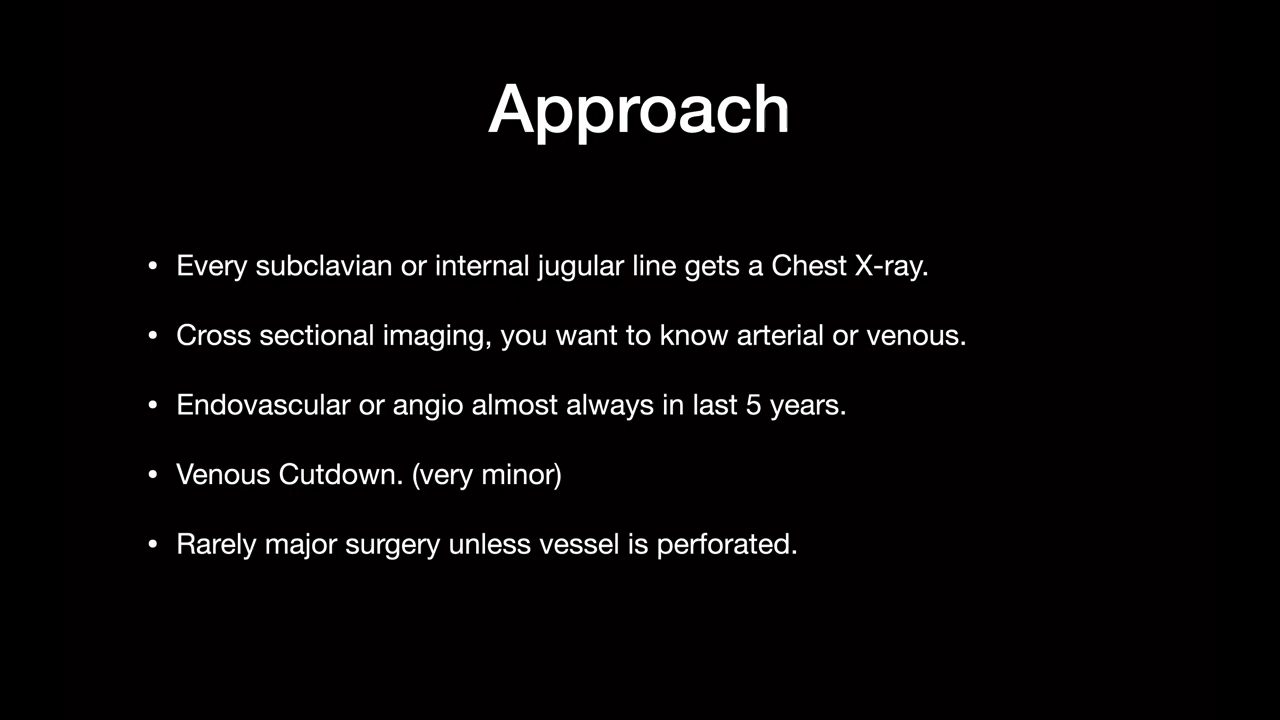 Approach
• Every subclavian or internal jugular line gets a Chest X-ray.
• Cross sectional imaging, you want to know arterial or venous.
• Endovascular or angio almost always in last 5 years.
• Venous Cutdown. (very minor)
• Rarely major surgery unless vessel is perforated.